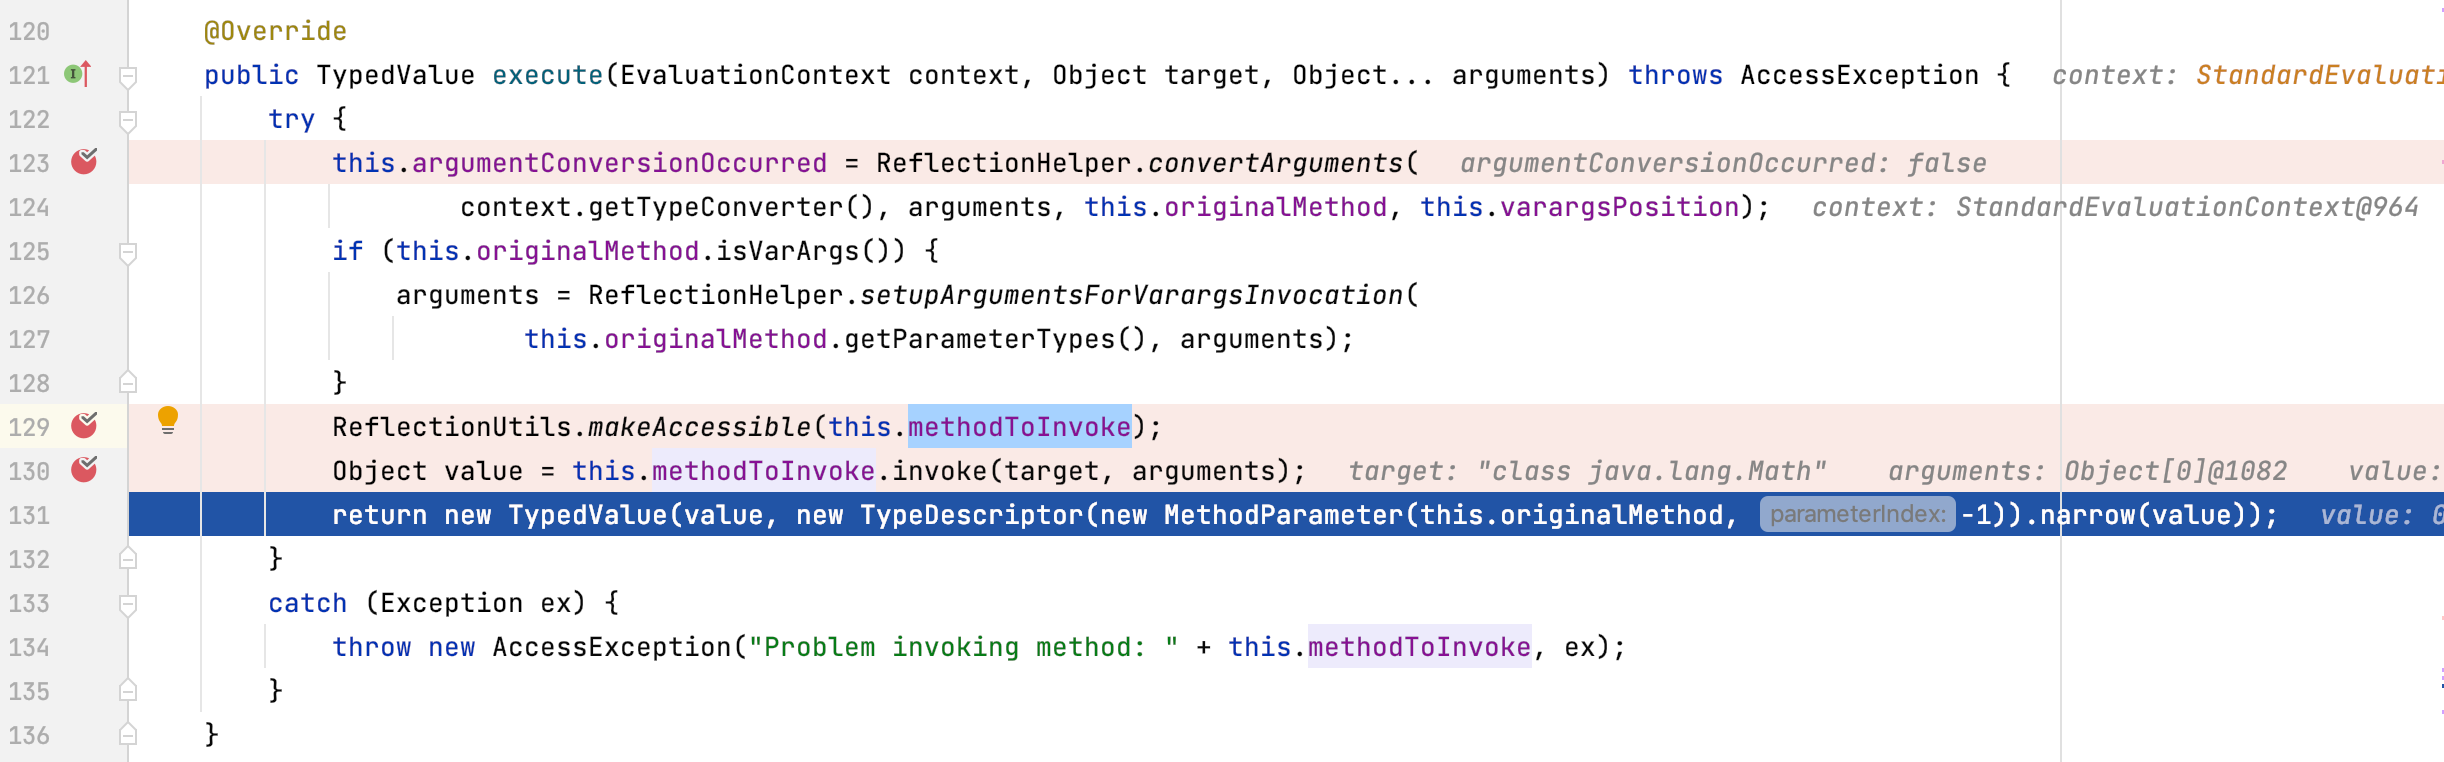 120 @Override
121 public TypedValue execute(EvaluationContext context, Object target, Object... arguments) throws AccessException { context: StandardEvaluati
122 try {
123 this.argumentConversionOccurred = ReflectionHelper.convertArguments( argumentConversionOccurred: false
124 context.getTypeConverter(), arguments, this.originalMethod, this.varargsPosition); context: StandardEvaluationContext@964
125 if (this.originalMethod.isVarArgs()) {
126 arguments = ReflectionHelper.setupArgumentsForVarargsInvocation(
127 this.originalMethod.getParameterTypes(), arguments);
128 }
129 ReflectionUtils.makeAccessible(this.methodToInvoke);
130 Object value = this.methodToInvoke.invoke(target, arguments); target: "class java.lang.Math" arguments: Object[0]@1082 value:
131 return new TypedValue(value, new TypeDescriptor(new MethodParameter(this.originalMethod, parameterIndex: -1)).narrow(value)); value: 0
132 }
133 catch (Exception ex) {
134 throw new AccessException("Problem invoking method: " + this.methodToInvoke, ex);
135 }
136 }